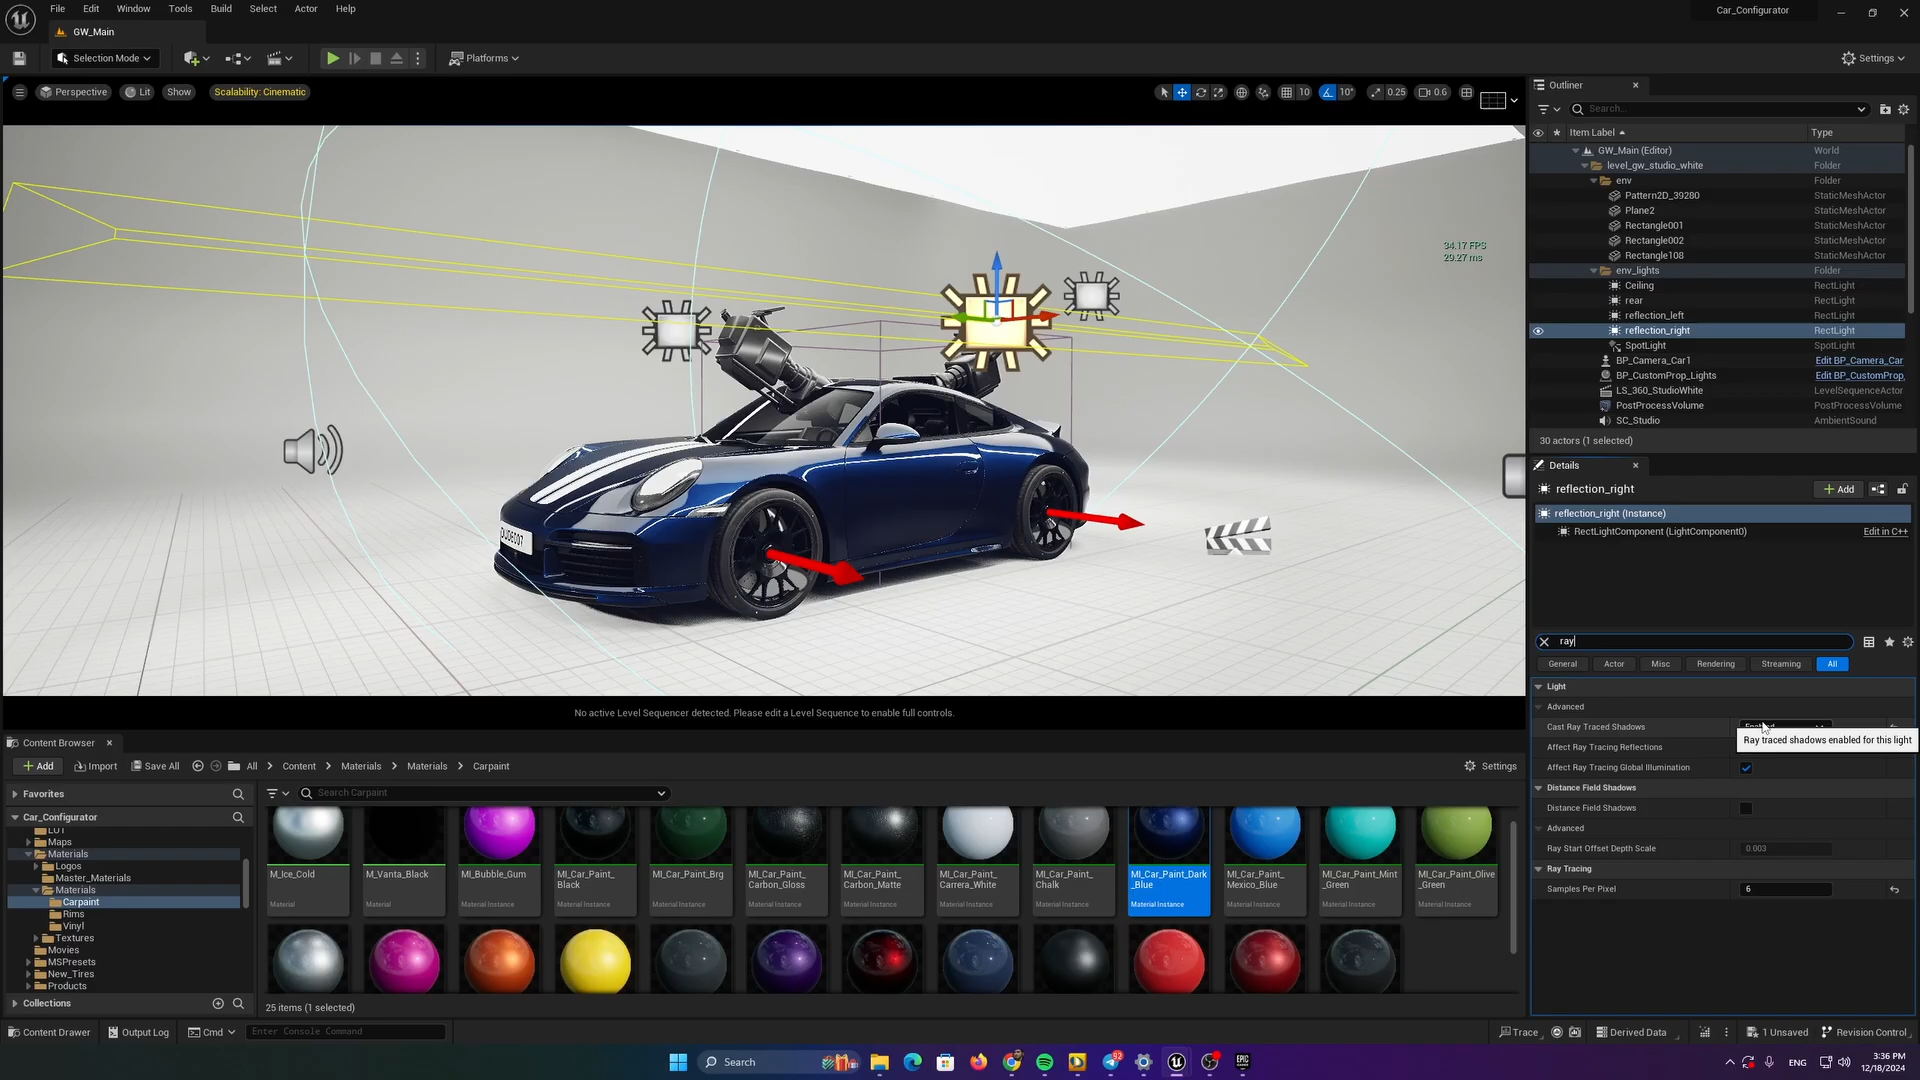 File Edit Window Tools Build Select Actor Help
Car_Configurator
GW_Main
Selection Mode
Platforms
Settings
Perspective Lit Show Scalability: Cinematic
10 10° 0.25 0.6
34.17 FPS
29.27 ms
No active Level Sequencer detected. Please edit a Level Sequence to enable full controls.
Outliner
Search...
Item Label Type
GW_Main (Editor) World
level_gw_studio_white Folder
env Folder
Pattern2D_39280 StaticMeshActor
Plane2 StaticMeshActor
Rectangle001 StaticMeshActor
Rectangle002 StaticMeshActor
Rectangle108 StaticMeshActor
env_lights Folder
Ceiling RectLight
rear RectLight
reflection_left RectLight
reflection_right RectLight
SpotLight SpotLight
BP_Camera_Car1 Edit BP_Camera_Car
BP_CustomProp_Lights Edit BP_CustomProp_
LS_360_StudioWhite LevelSequenceActor
PostProcessVolume PostProcessVolume
SC_Studio AmbientSound
30 actors (1 selected)
Details
reflection_right
Add
reflection_right (Instance)
RectLightComponent (LightComponent0) Edit in C++
ray
General Actor Misc Rendering Streaming All
Light
Advanced
Cast Ray Traced Shadows
Ray traced shadows enabled for this light
Affect Ray Tracing Reflections
Affect Ray Tracing Global Illumination
Distance Field Shadows
Distance Field Shadows
Advanced
Ray Start Offset Depth Scale 0.003
Ray Tracing
Samples Per Pixel 6
Content Browser
Add Import Save All All Content Materials Materials Carpaint
Settings
Favorites
Search Carpaint
Car_Configurator
LUT
Maps
Materials
Logos
Master_Materials
Materials
Carpaint
Rims
Vinyl
Textures
Movies
MSPresets
New_Tires
Products
Collections
M_Ice_Cold
Material
M_Vanta_Black
Material
MI_Bubble_Gum
Material Instance
MI_Car_Paint_
Black
Material Instance
MI_Car_Paint_Brg
Material Instance
MI_Car_Paint_
Carbon_Gloss
Material Instance
MI_Car_Paint_
Carbon_Matte
Material Instance
MI_Car_Paint_
Carrera_White
Material Instance
MI_Car_Paint_
Chalk
Material Instance
MI_Car_Paint_Dark
_Blue
Material Instance
MI_Car_Paint_
Mexico_Blue
Material Instance
MI_Car_Paint_Mint
_Green
Material Instance
MI_Car_Paint_Olive
_Green
Material Instance
25 items (1 selected)
Content Drawer Output Log Cmd Enter Console Command
Trace Derived Data 1 Unsaved Revision Control
Search
92
EPIC
ENG
3:36 PM
12/18/2024